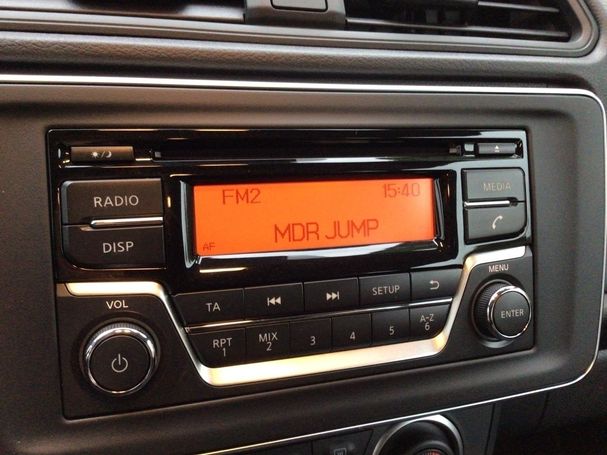 RADIO
DISP
FM2 15:40
MDR JUMP
AF
MEDIA
VOL
TA
SETUP
MENU
ENTER
RPT 1
MIX 2
3
4
5
A-Z 6